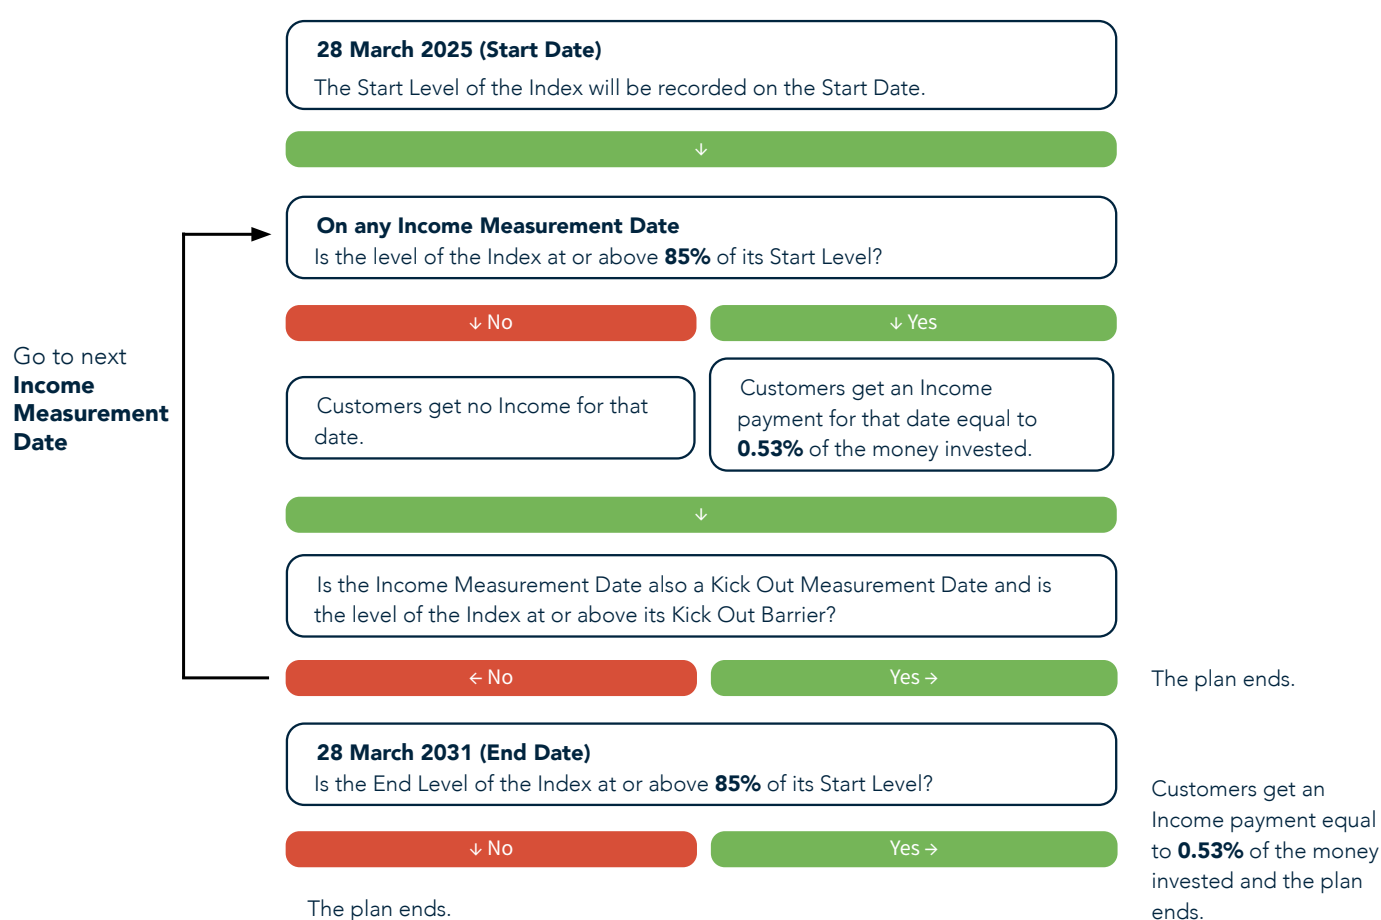 28 March 2025 (Start Date)
The Start Level of the Index will be recorded on the Start Date.
↓
On any Income Measurement Date
Is the level of the Index at or above 85% of its Start Level?
↓ No
↓ Yes
Go to next
Income
Measurement
Date
Customers get no Income for that
date.
Customers get an Income
payment for that date equal to
0.53% of the money invested.
↓
Is the Income Measurement Date also a Kick Out Measurement Date and is
the level of the Index at or above its Kick Out Barrier?
← No
Yes →
The plan ends.
28 March 2031 (End Date)
Is the End Level of the Index at or above 85% of its Start Level?
↓ No
Yes →
Customers get an
Income payment equal
to 0.53% of the money
invested and the plan
ends.
The plan ends.